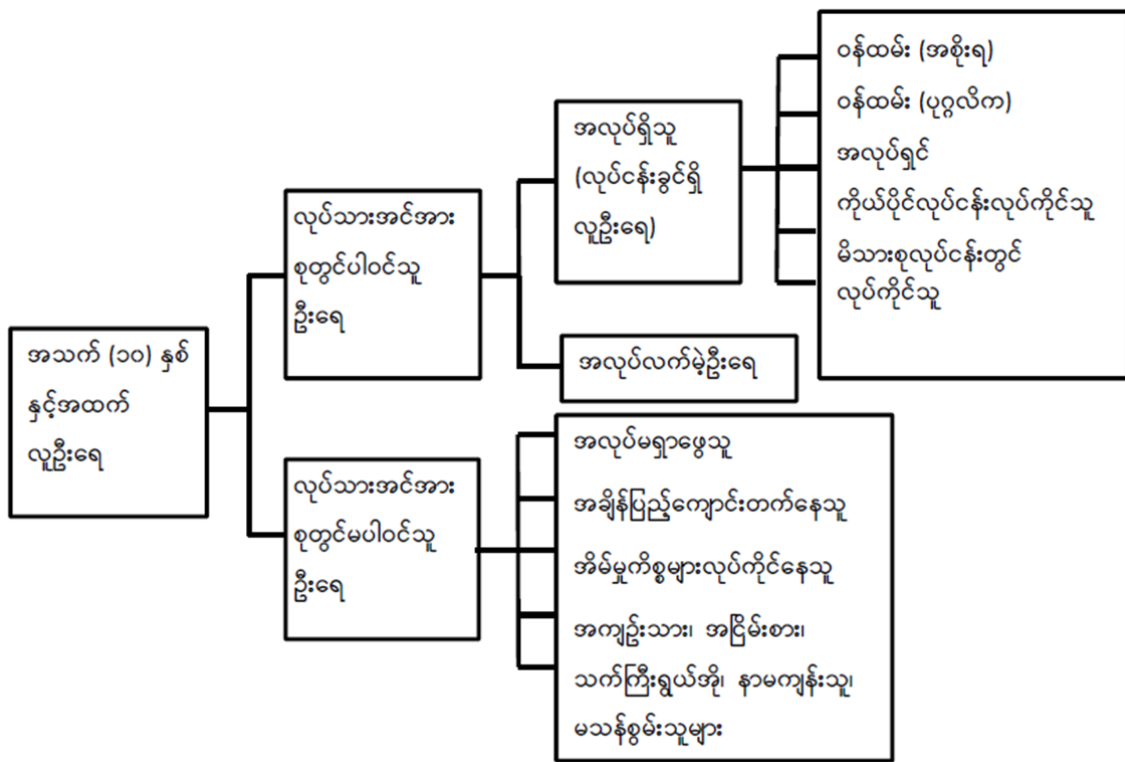 အသက် (၁၀) နှစ်
နှင့်အထက်
လူဦးရေ
လုပ်သားအင်အား
စုတွင်ပါဝင်သူ
ဦးရေ
အလုပ်ရှိသူ
(လုပ်ငန်းခွင်ရှိ
လူဦးရေ)
ဝန်ထမ်း (အစိုးရ)
ဝန်ထမ်း (ပုဂ္ဂလိက)
အလုပ်ရှင်
ကိုယ်ပိုင်လုပ်ငန်းလုပ်ကိုင်သူ
မိသားစုလုပ်ငန်းတွင်
လုပ်ကိုင်သူ
အလုပ်လက်မဲ့ဦးရေ
လုပ်သားအင်အား
စုတွင်မပါဝင်သူ
ဦးရေ
အလုပ်မရှာဖွေသူ
အချိန်ပြည့်ကျောင်းတက်နေသူ
အိမ်မှုကိစ္စများလုပ်ကိုင်နေသူ
အကျဥ်းသား၊ အငြိမ်းစား၊
သက်ကြီးရွယ်အို၊ နာမကျန်းသူ၊
မသန်စွမ်းသူများ